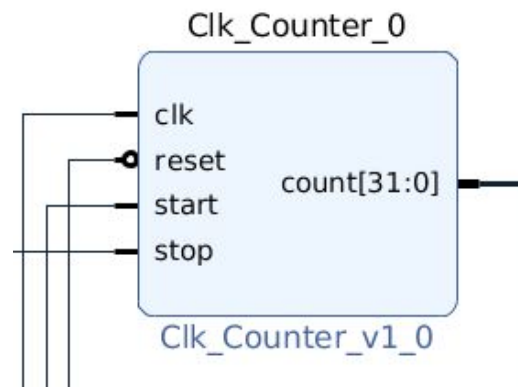 Clk_Counter_0
clk
reset
start
stop
count[31:0]
Clk_Counter_v1_0